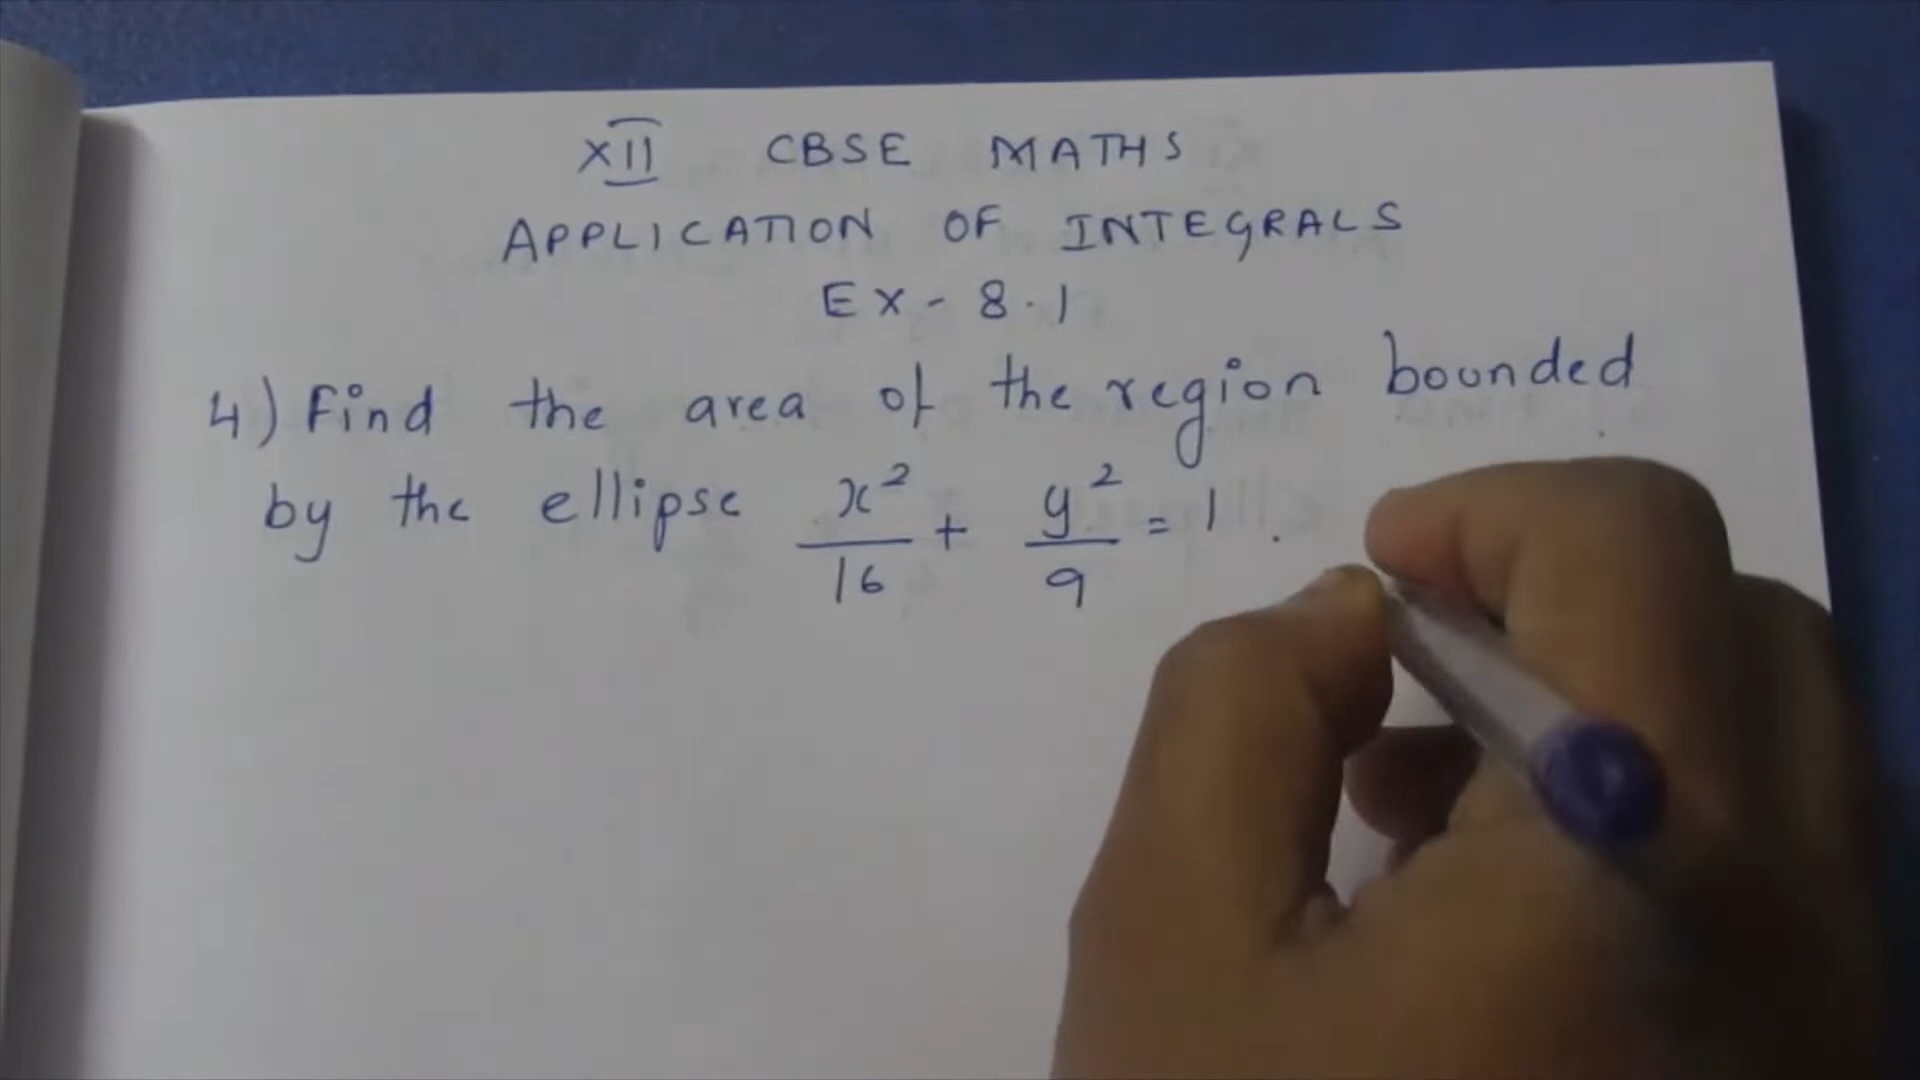 XII CBSE MATHS
APPLICATION OF INTEGRALS
EX - 8.1
4) Find the area of the region bounded
by the ellipse x²/16 + y²/9 = 1.